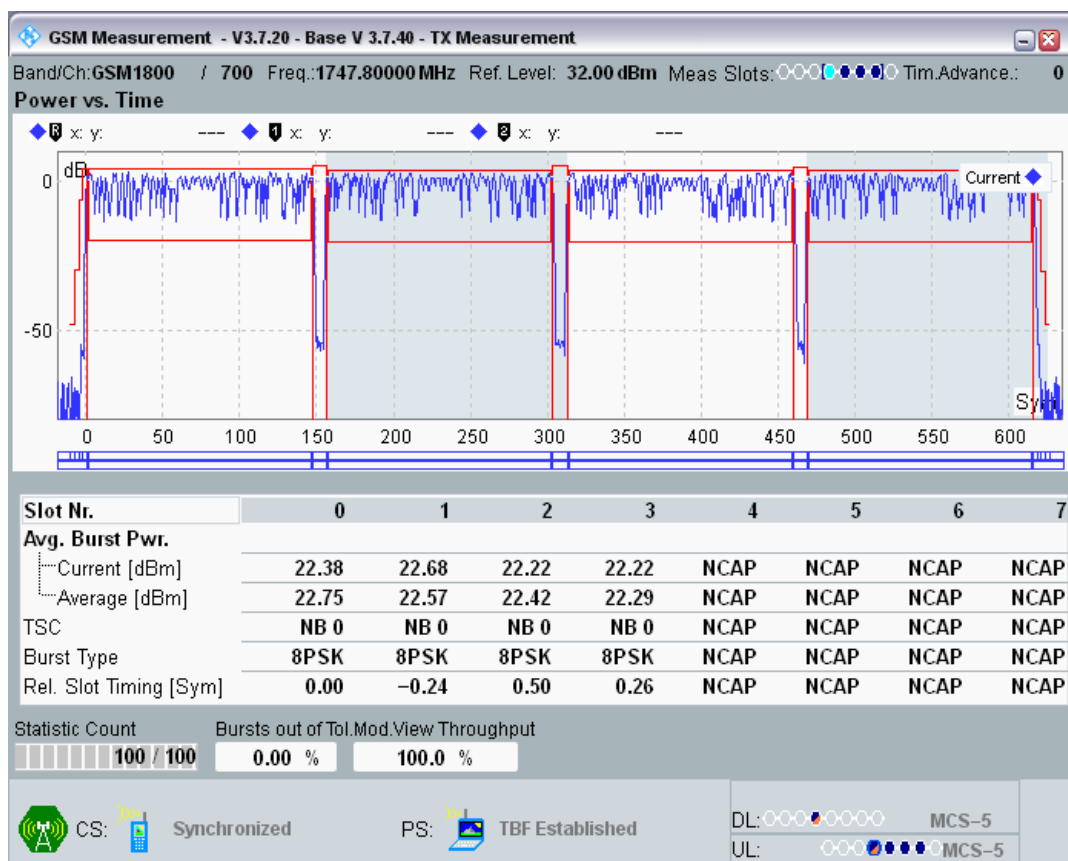 GSM Measurement - V3.7.20 - Base V 3.7.40 - TX Measurement
Band/Ch:GSM1800 / 700 Freq.:1747.80000 MHz Ref. Level: 32.00 dBm Meas Slots: Tim.Advance.: 0
Power vs. Time
R x: y: --- 1 x: y: --- 2 x: y: ---
dB
Current
0
-50
Sym
0 50 100 150 200 250 300 350 400 450 500 550 600
Slot Nr. 0 1 2 3 4 5 6 7
Avg. Burst Pwr.
Current [dBm] 22.38 22.68 22.22 22.22 NCAP NCAP NCAP NCAP
Average [dBm] 22.75 22.57 22.42 22.29 NCAP NCAP NCAP NCAP
TSC NB 0 NB 0 NB 0 NB 0 NCAP NCAP NCAP NCAP
Burst Type 8PSK 8PSK 8PSK 8PSK NCAP NCAP NCAP NCAP
Rel. Slot Timing [Sym] 0.00 −0.24 0.50 0.26 NCAP NCAP NCAP NCAP
Statistic Count Bursts out of Tol. Mod.View Throughput
100 / 100 0.00 % 100.0 %
CS: Synchronized PS: TBF Established
DL: MCS−5
UL: MCS−5